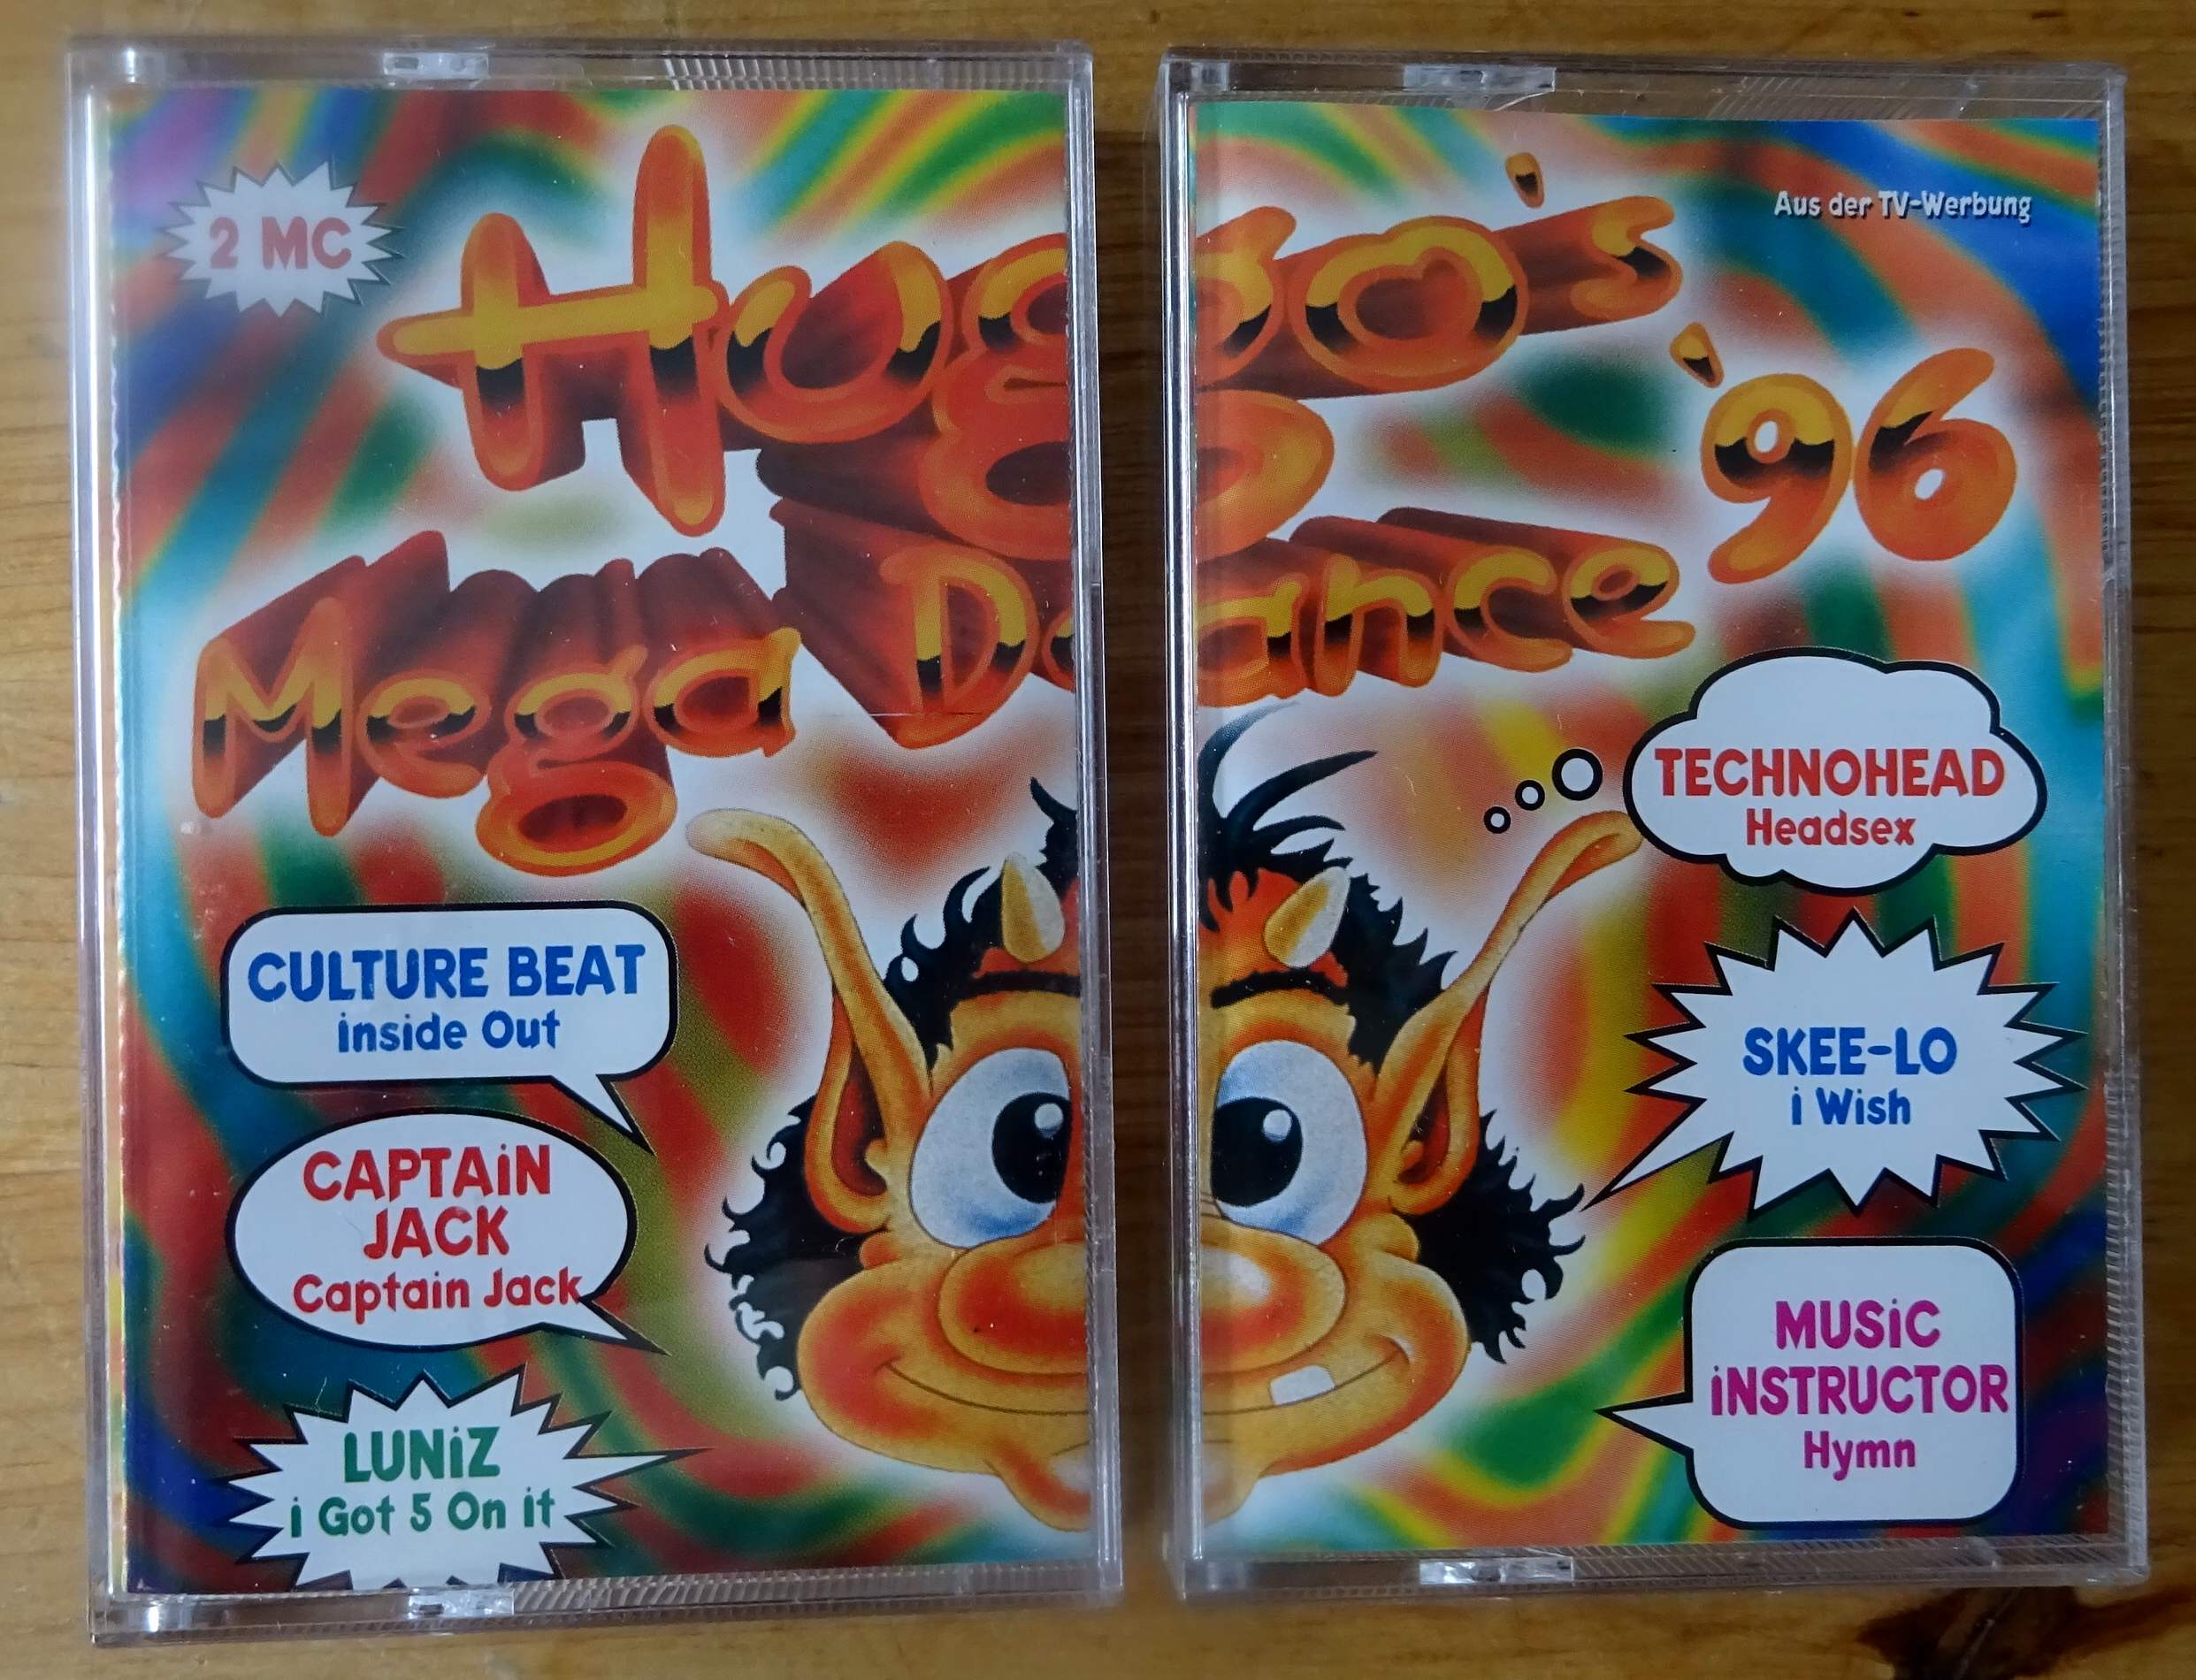 2 MC
Hugo's
Aus der TV-Werbung
Mega Dance '96
CULTURE BEAT
inside Out
CAPTAiN
JACK
Captain Jack
LUNiZ
i Got 5 On it
TECHNOHEAD
Headsex
SKEE-LO
i Wish
MUSiC
iNSTRUCTOR
Hymn